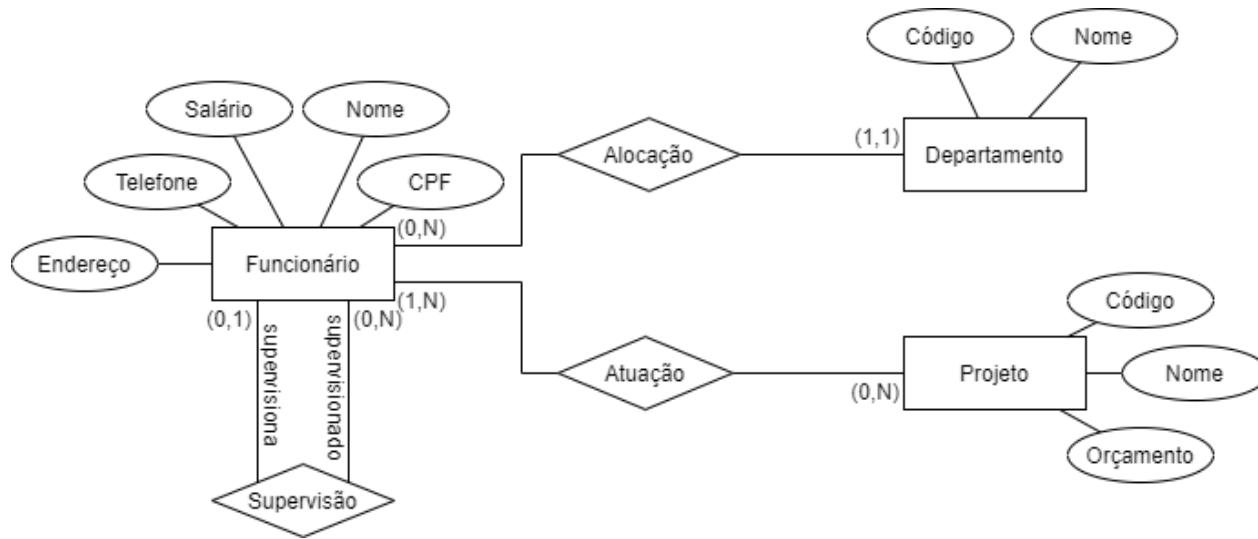 Código
Nome
Salário
Nome
Alocação
(1,1)
Departamento
Telefone
CPF
(0,N)
Endereço
Funcionário
(1,N)
Código
(0,1)
(0,N)
supervisiona
supervisionado
Atuação
Projeto
Nome
(0,N)
Orçamento
Supervisão